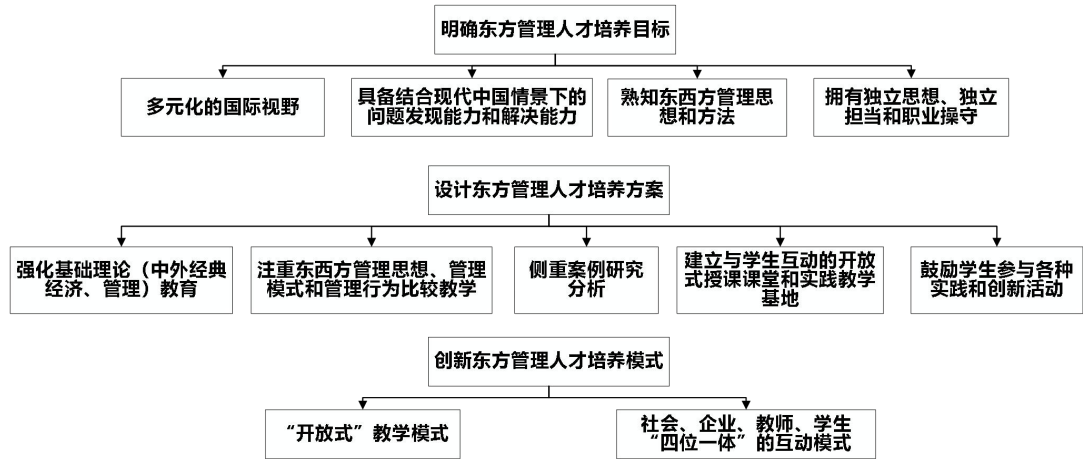 明确东方管理人才培养目标
多元化的国际视野
具备结合现代中国情景下的
问题发现能力和解决能力
熟知东西方管理思
想和方法
拥有独立思想、独立
担当和职业操守
设计东方管理人才培养方案
强化基础理论（中外经典
经济、管理）教育
注重东西方管理思想、管理
模式和管理行为比较教学
侧重案例研究
分析
建立与学生互动的开放
式授课课堂和实践教学
基地
鼓励学生参与各种
实践和创新活动
创新东方管理人才培养模式
“开放式”教学模式
社会、企业、教师、学生
“四位一体”的互动模式